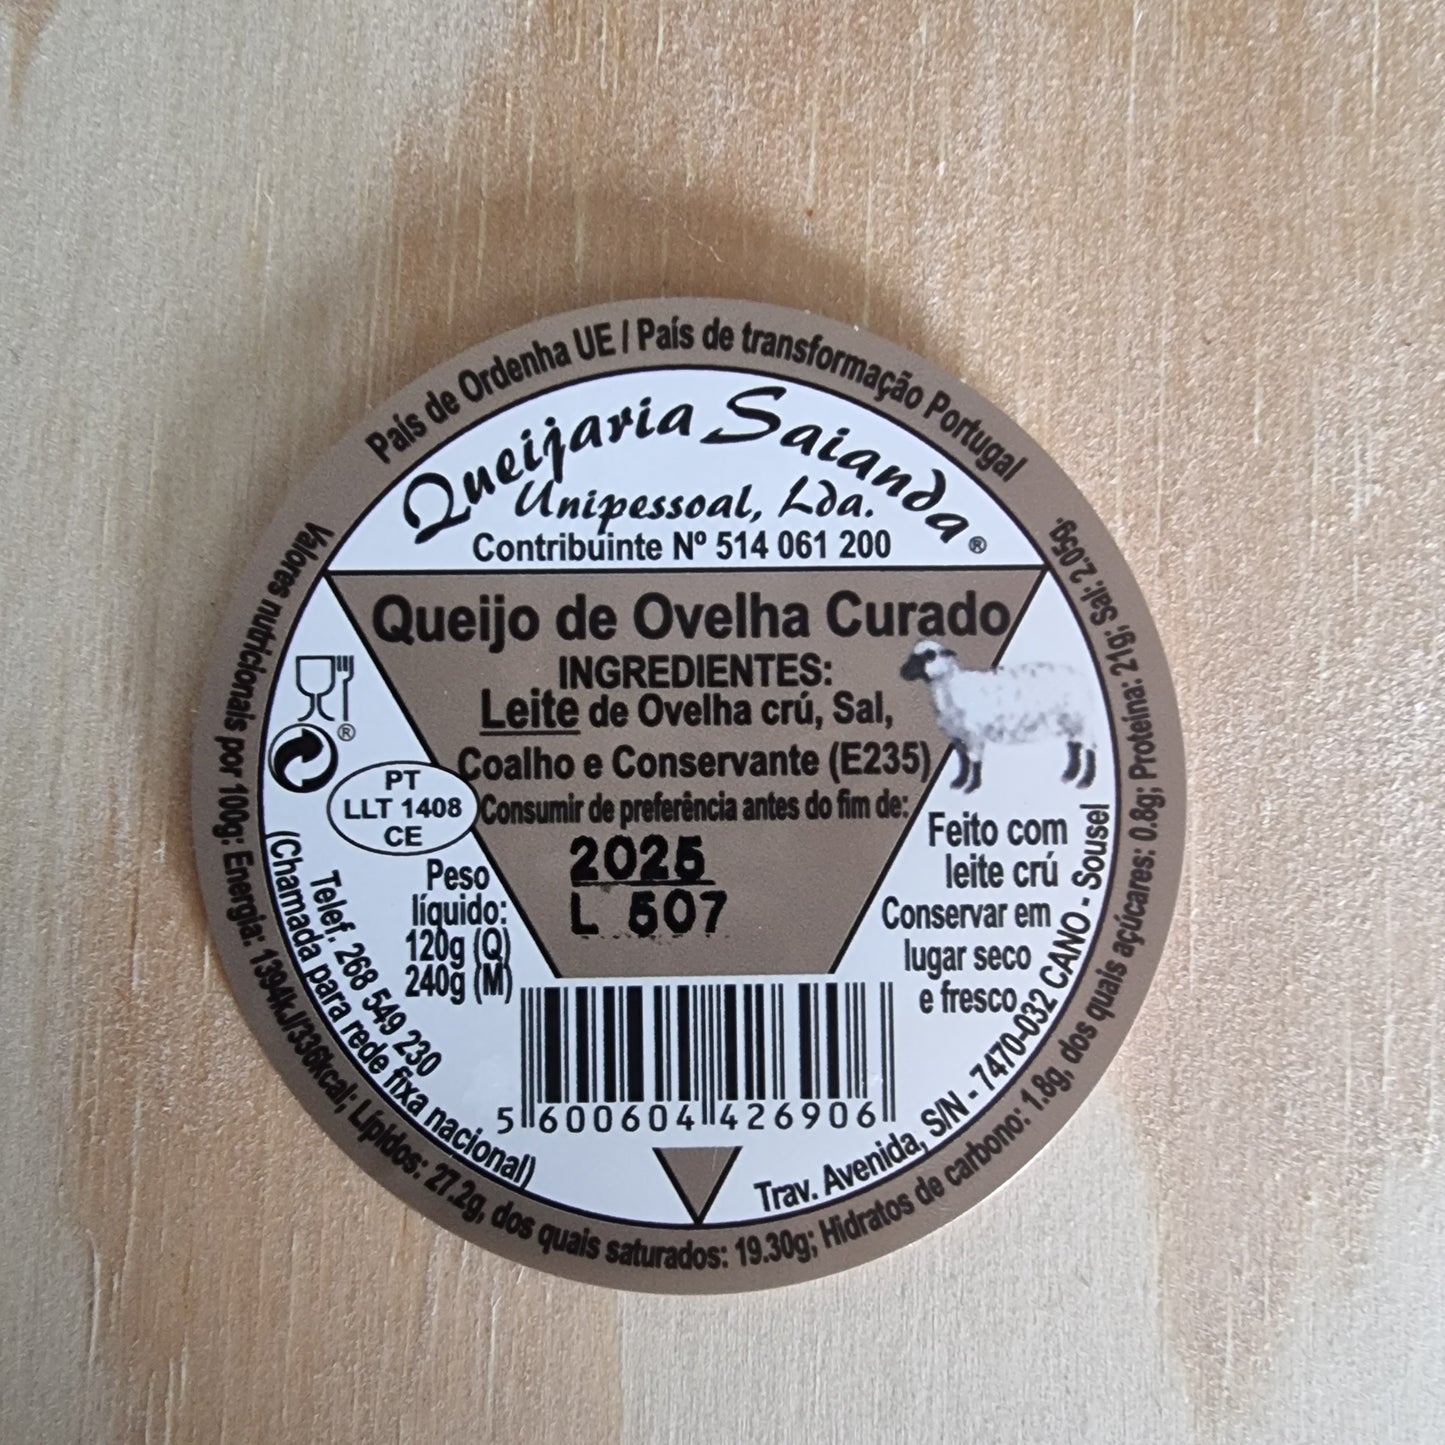 País de Ordenha UE / País de transformação Portugal
Queijaria Saianda
Unipessoal, Lda.
®
Contribuinte Nº 514 061 200
Queijo de Ovelha Curado
INGREDIENTES:
Leite de Ovelha crú, Sal,
Coalho e Conservante (E235)
Consumir de preferência antes do fim de:
2025
L 507
®
PT
LLT 1408
CE
Peso
líquido:
120g (Q)
240g (M)
Telef. 268 549 230
(Chamada para rede fixa nacional)
Feito com
leite crú
Conservar em
lugar seco
e fresco
Trav. Avenida, S/N - 7470-032 CANO - Sousel
5 600604 426906
Valores nutricionais por 100g: Energia: 1394kJ/336kcal; Lípidos: 27.2g, dos quais saturados: 19.30g; Hidratos de carbono: 1.8g, dos quais açúcares: 0.8g; Proteína: 21g; Sal: 2.05g.